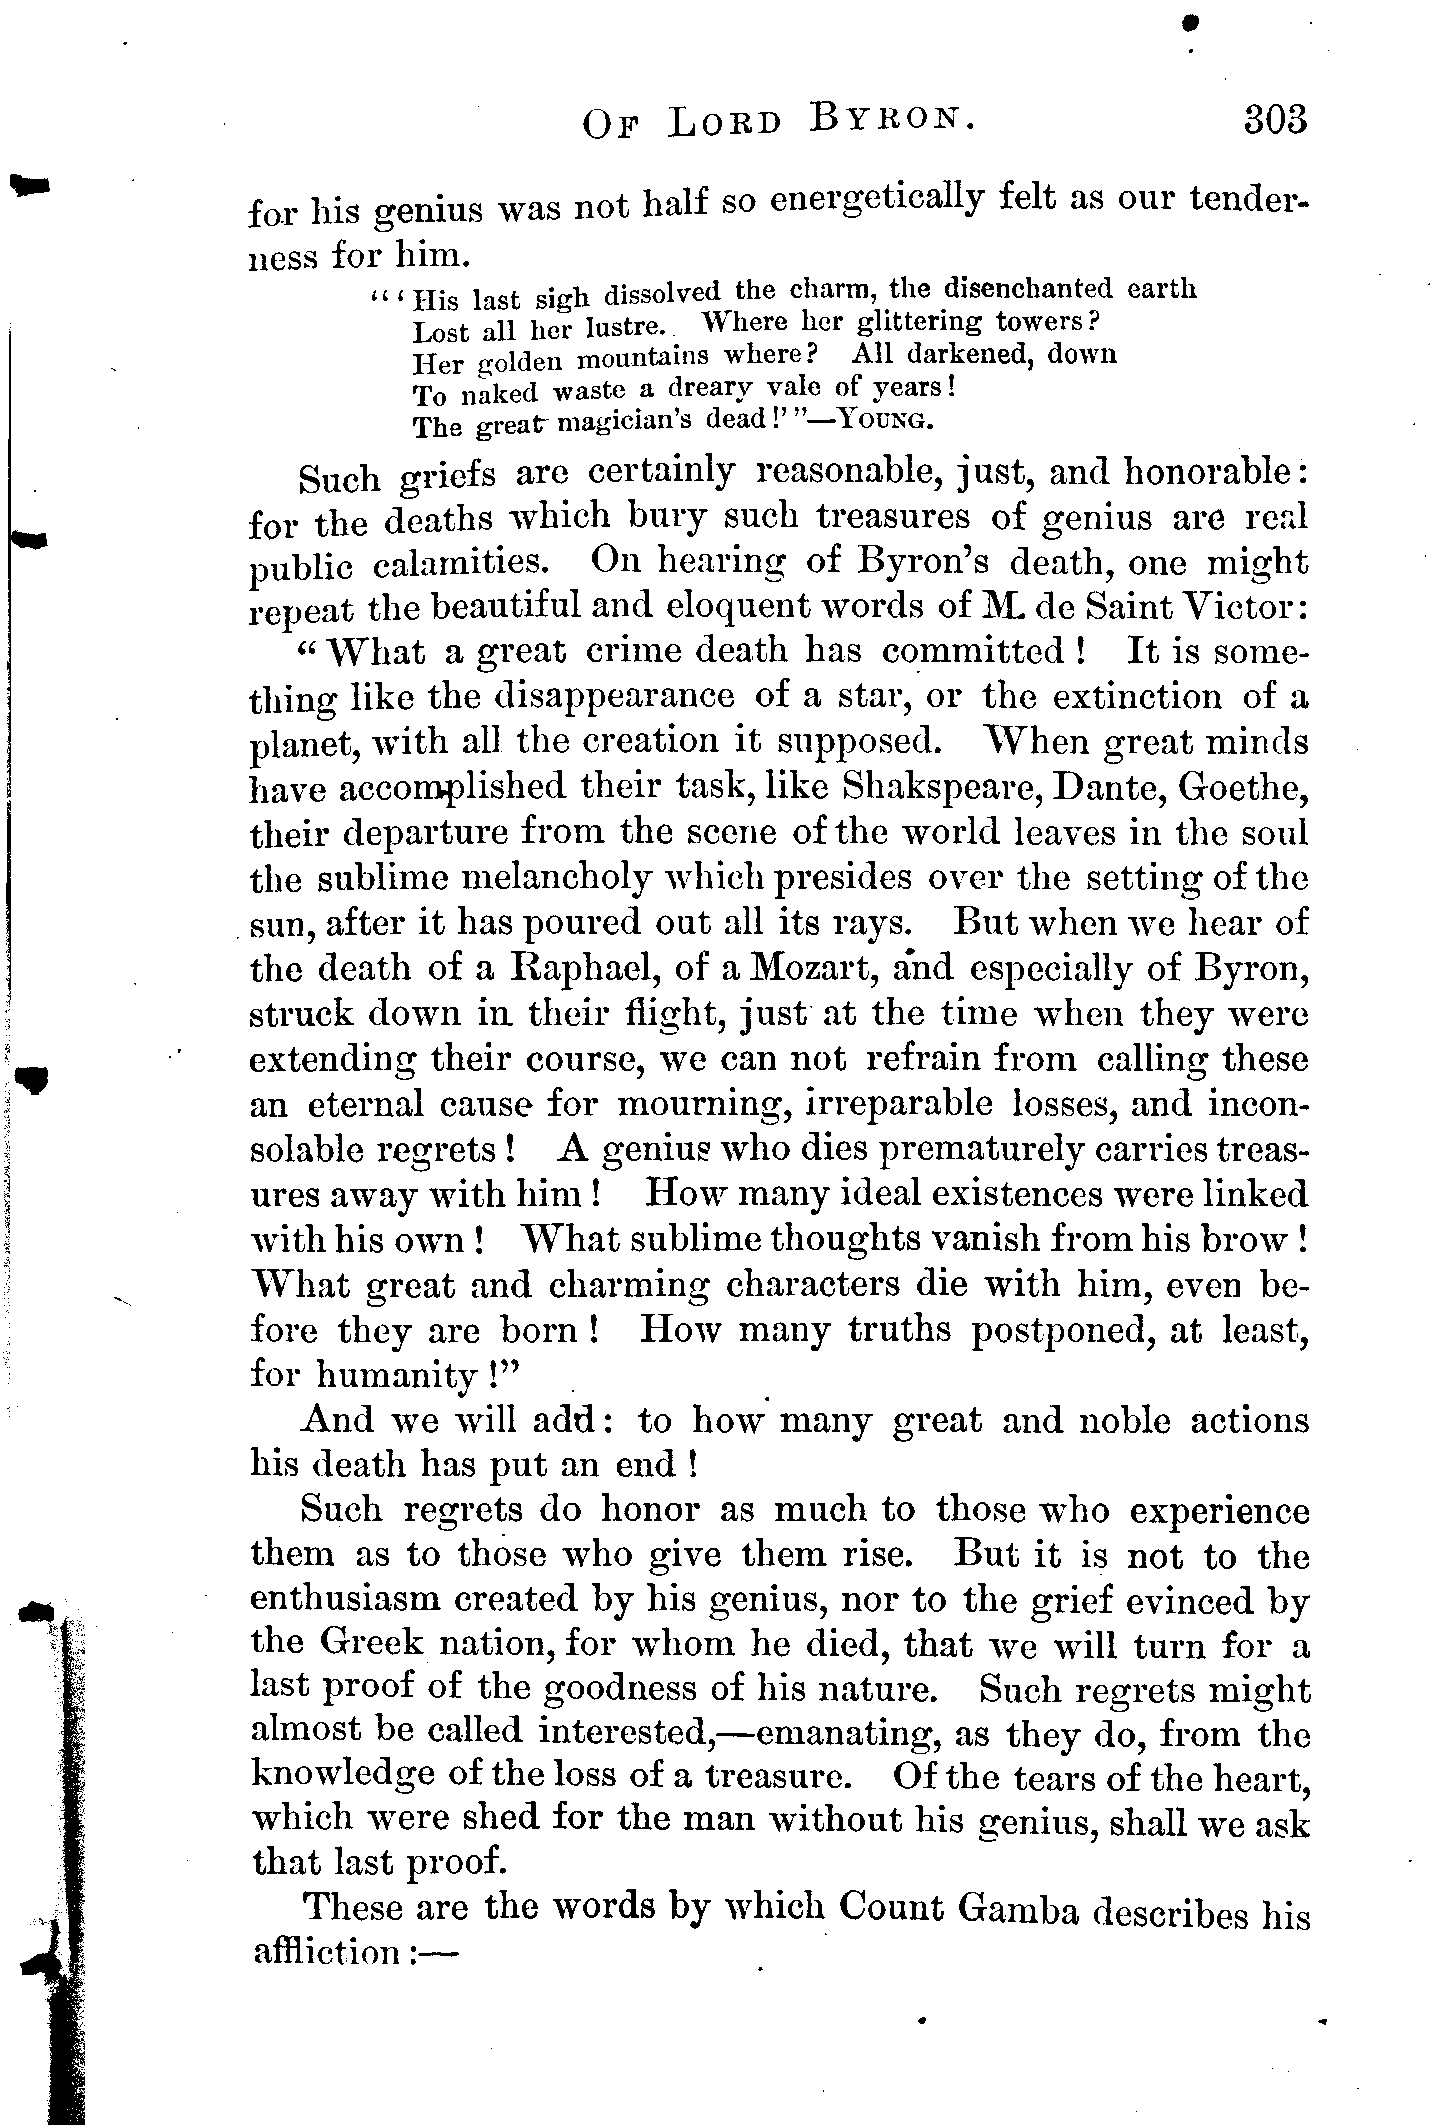 OF LORD BYRON. 303
for his genius was not half so energetically felt as our tender-
ness for him.
"'His last sigh dissolved the charm, the disenchanted earth
Lost all her lustre. Where her glittering towers?
Her golden mountains where? All darkened, down
To naked waste a dreary vale of years!
The great magician's dead!'"—YOUNG.
Such griefs are certainly reasonable, just, and honorable:
for the deaths which bury such treasures of genius are real
public calamities. On hearing of Byron's death, one might
repeat the beautiful and eloquent words of M. de Saint Victor:
"What a great crime death has committed! It is some-
thing like the disappearance of a star, or the extinction of a
planet, with all the creation it supposed. When great minds
have accomplished their task, like Shakspeare, Dante, Goethe,
their departure from the scene of the world leaves in the soul
the sublime melancholy which presides over the setting of the
sun, after it has poured out all its rays. But when we hear of
the death of a Raphael, of a Mozart, and especially of Byron,
struck down in their flight, just at the time when they were
extending their course, we can not refrain from calling these
an eternal cause for mourning, irreparable losses, and incon-
solable regrets! A genius who dies prematurely carries treas-
ures away with him! How many ideal existences were linked
with his own! What sublime thoughts vanish from his brow!
What great and charming characters die with him, even be-
fore they are born! How many truths postponed, at least,
for humanity!"
And we will add: to how many great and noble actions
his death has put an end!
Such regrets do honor as much to those who experience
them as to those who give them rise. But it is not to the
enthusiasm created by his genius, nor to the grief evinced by
the Greek nation, for whom he died, that we will turn for a
last proof of the goodness of his nature. Such regrets might
almost be called interested,—emanating, as they do, from the
knowledge of the loss of a treasure. Of the tears of the heart,
which were shed for the man without his genius, shall we ask
that last proof.
These are the words by which Count Gamba describes his
affliction:—